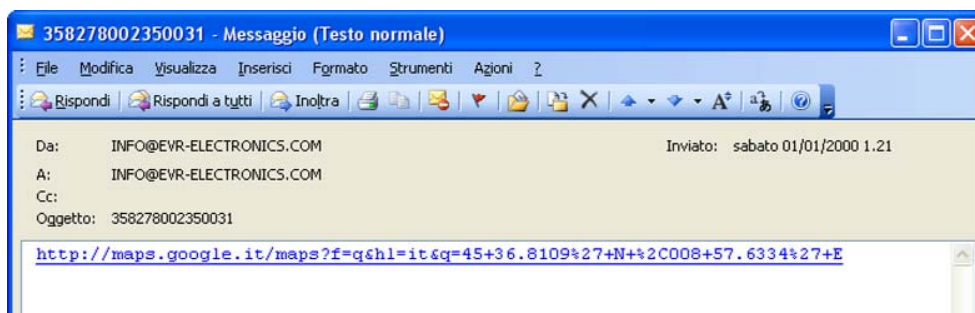 358278002350031 - Messaggio (Testo normale)
File Modifica Visualizza Inserisci Formato Strumenti Azioni ?
Rispondi Rispondi a tutti Inoltra
Da: INFO@EVR-ELECTRONICS.COM Inviato: sabato 01/01/2000 1.21
A: INFO@EVR-ELECTRONICS.COM
Cc:
Oggetto: 358278002350031
http://maps.google.it/maps?f=q&hl=it&q=45+36.8109%27+N+%2C008+57.6334%27+E